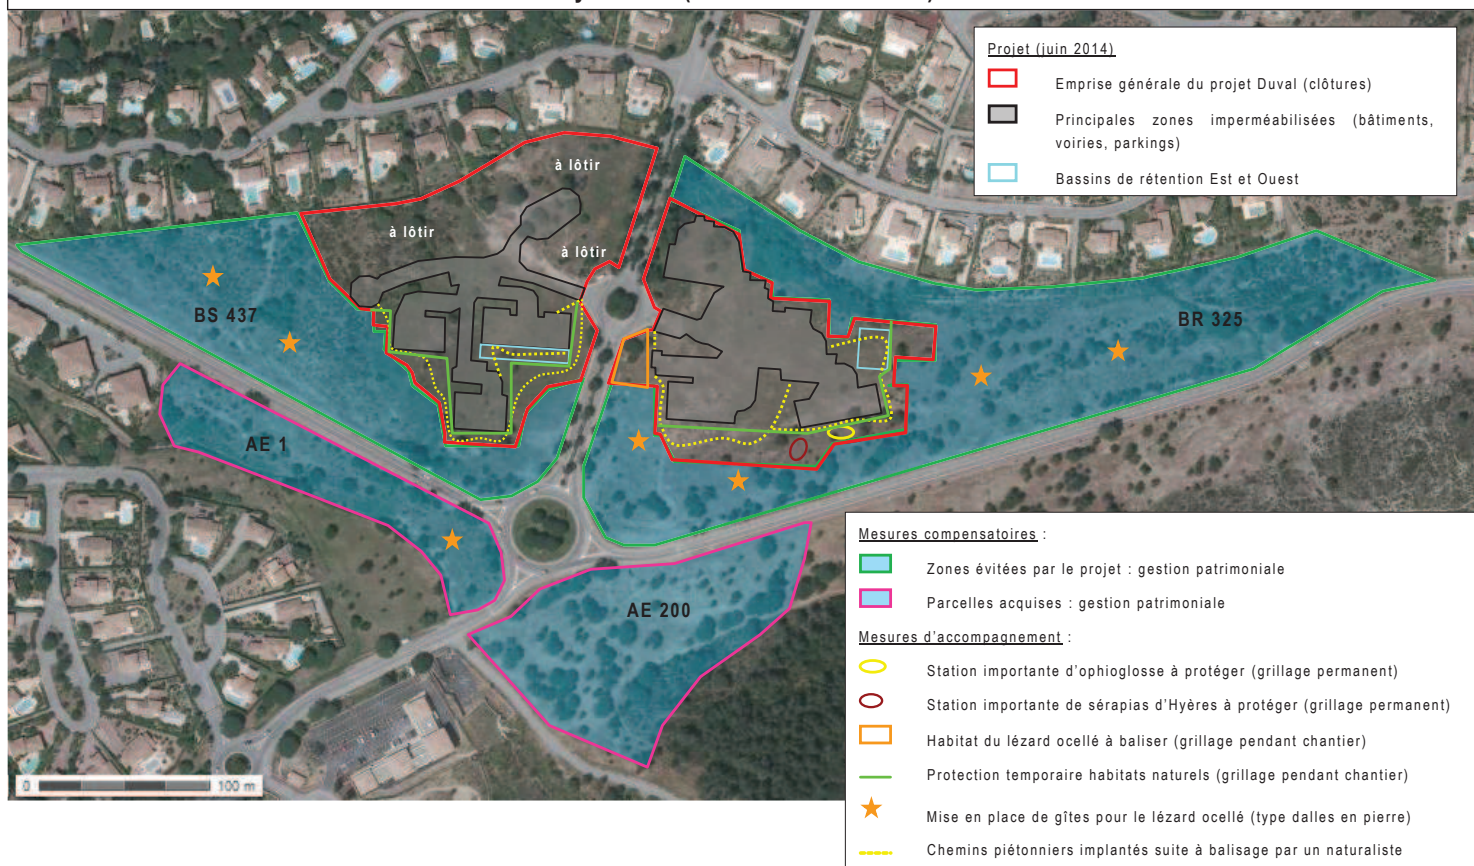 Projet (juin 2014)
Emprise générale du projet Duval (clôtures)
Principales zones imperméabilisées (bâtiments,
voiries, parkings)
Bassins de rétention Est et Ouest
à lôtir
à lôtir
à lôtir
BS 437
BR 325
AE 1
AE 200
0
100 m
Mesures compensatoires :
Zones évitées par le projet : gestion patrimoniale
Parcelles acquises : gestion patrimoniale
Mesures d'accompagnement :
Station importante d'ophioglosse à protéger (grillage permanent)
Station importante de sérapias d'Hyères à protéger (grillage permanent)
Habitat du lézard ocellé à baliser (grillage pendant chantier)
Protection temporaire habitats naturels (grillage pendant chantier)
Mise en place de gîtes pour le lézard ocellé (type dalles en pierre)
Chemins piétonniers implantés suite à balisage par un naturaliste